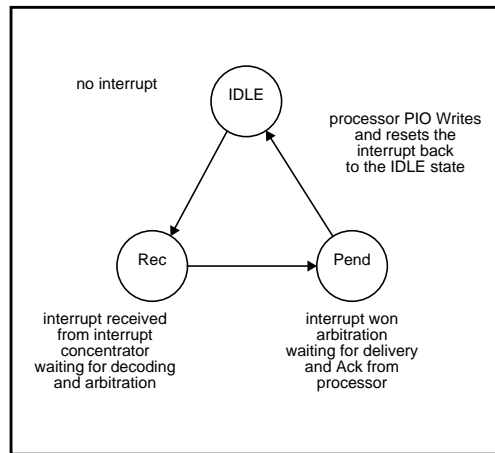 no interrupt
IDLE
processor PIO Writes
and resets the
interrupt back
to the IDLE state
Rec
Pend
interrupt received
from interrupt
concentrator
waiting for decoding
and arbitration
interrupt won
arbitration
waiting for delivery
and Ack from
processor